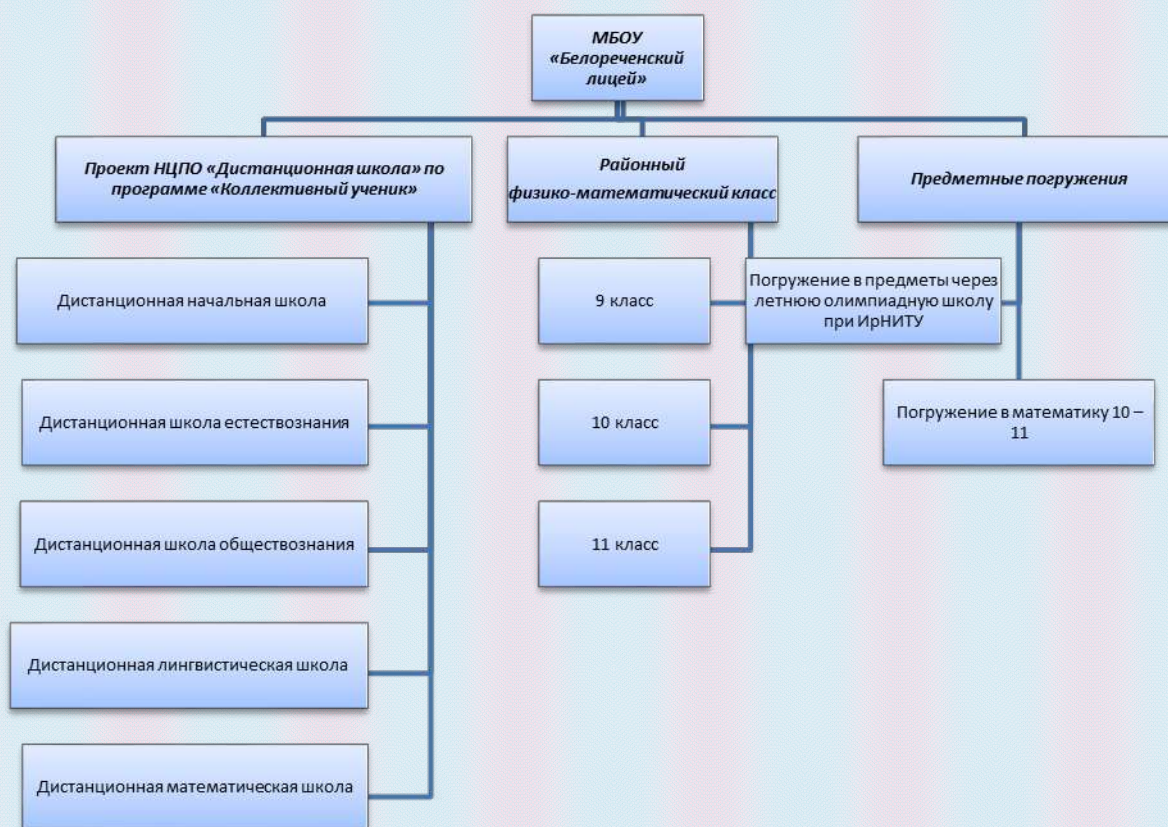 МБОУ
«Белореченский
лицей»
Проект НЦПО «Дистанционная школа» по
программе «Коллективный ученик»
Районный
физико-математический класс
Предметные погружения
Дистанционная начальная школа
Дистанционная школа естествознания
Дистанционная школа обществознания
Дистанционная лингвистическая школа
Дистанционная математическая школа
9 класс
10 класс
11 класс
Погружение в предметы через
летнюю олимпиадную школу
при ИрНИТУ
Погружение в математику 10 –
11